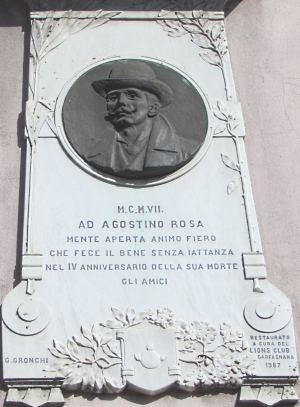 M.C.M.VII.
AD AGOSTINO ROSA
MENTE APERTA ANIMO FIERO
CHE FECE IL BENE SENZA IATTANZA
NEL IV ANNIVERSARIO DELLA SUA MORTE
GLI AMICI
G. GRONCHI
RESTAURATO
A CURA DEL
LIONS CLUB
GARFAGNANA
1987